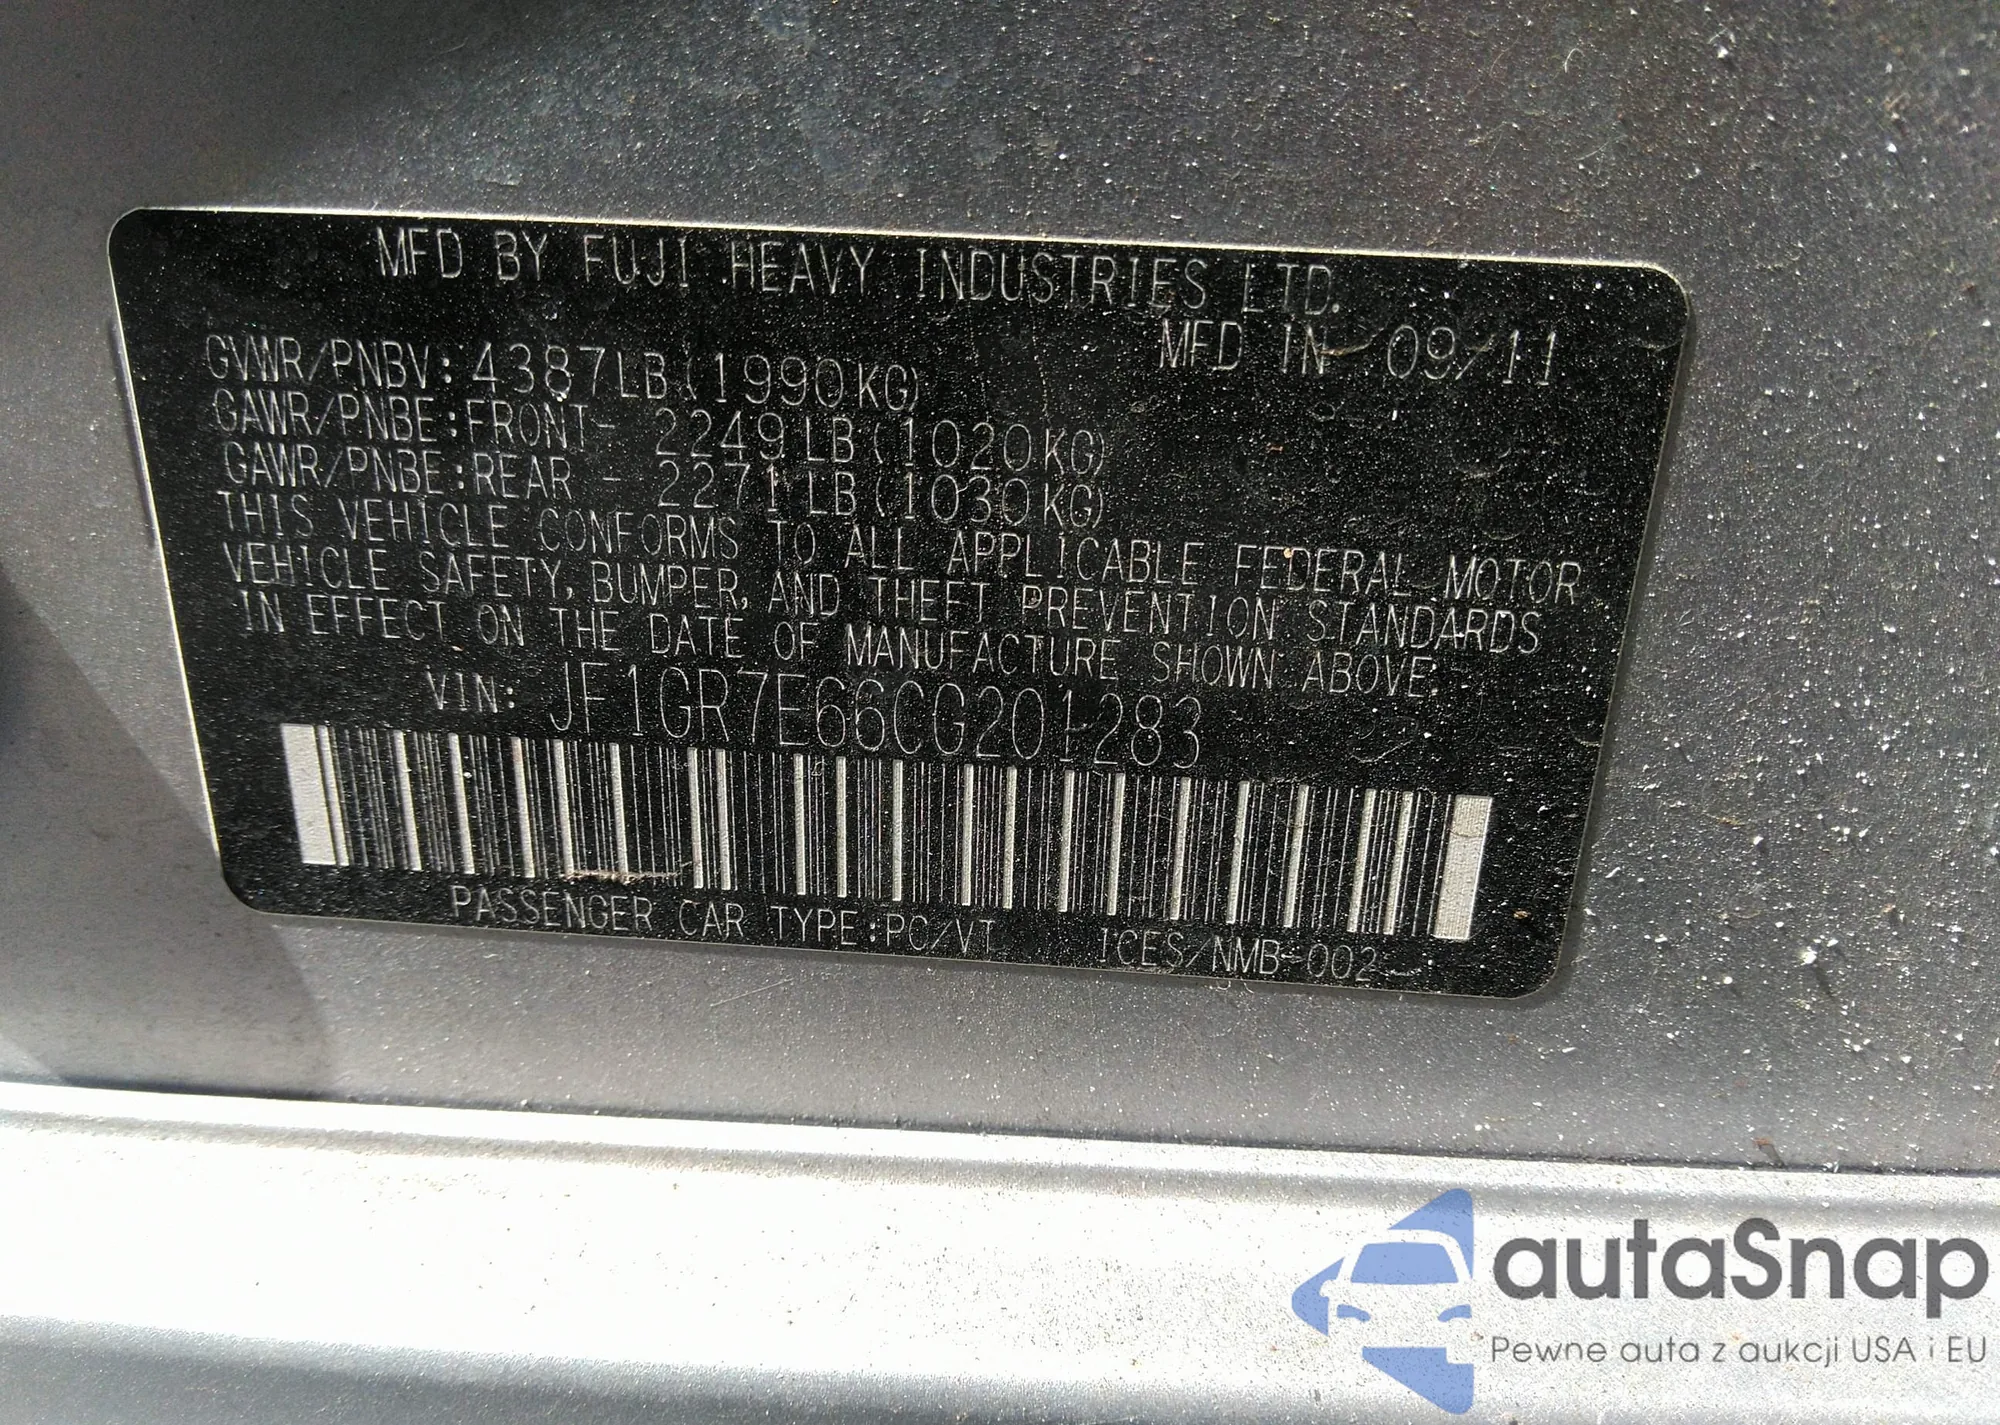 MFD BY FUJI HEAVY INDUSTRIES LTD.
MFD IN 09/11
GVWR/PNBV: 4387LB(1990KG)
GAWR/PNBE:FRONT- 2249LB(1020KG)
GAWR/PNBE:REAR - 2271LB(1030KG)
THIS VEHICLE CONFORMS TO ALL APPLICABLE FEDERAL MOTOR
VEHICLE SAFETY, BUMPER, AND THEFT PREVENTION STANDARDS
IN EFFECT ON THE DATE OF MANUFACTURE SHOWN ABOVE.
VIN: JF1GR7E66CG201283
PASSENGER CAR TYPE:PC/VT ICES/NMB-002
autaSnap
Pewne auta z aukcji USA i EU